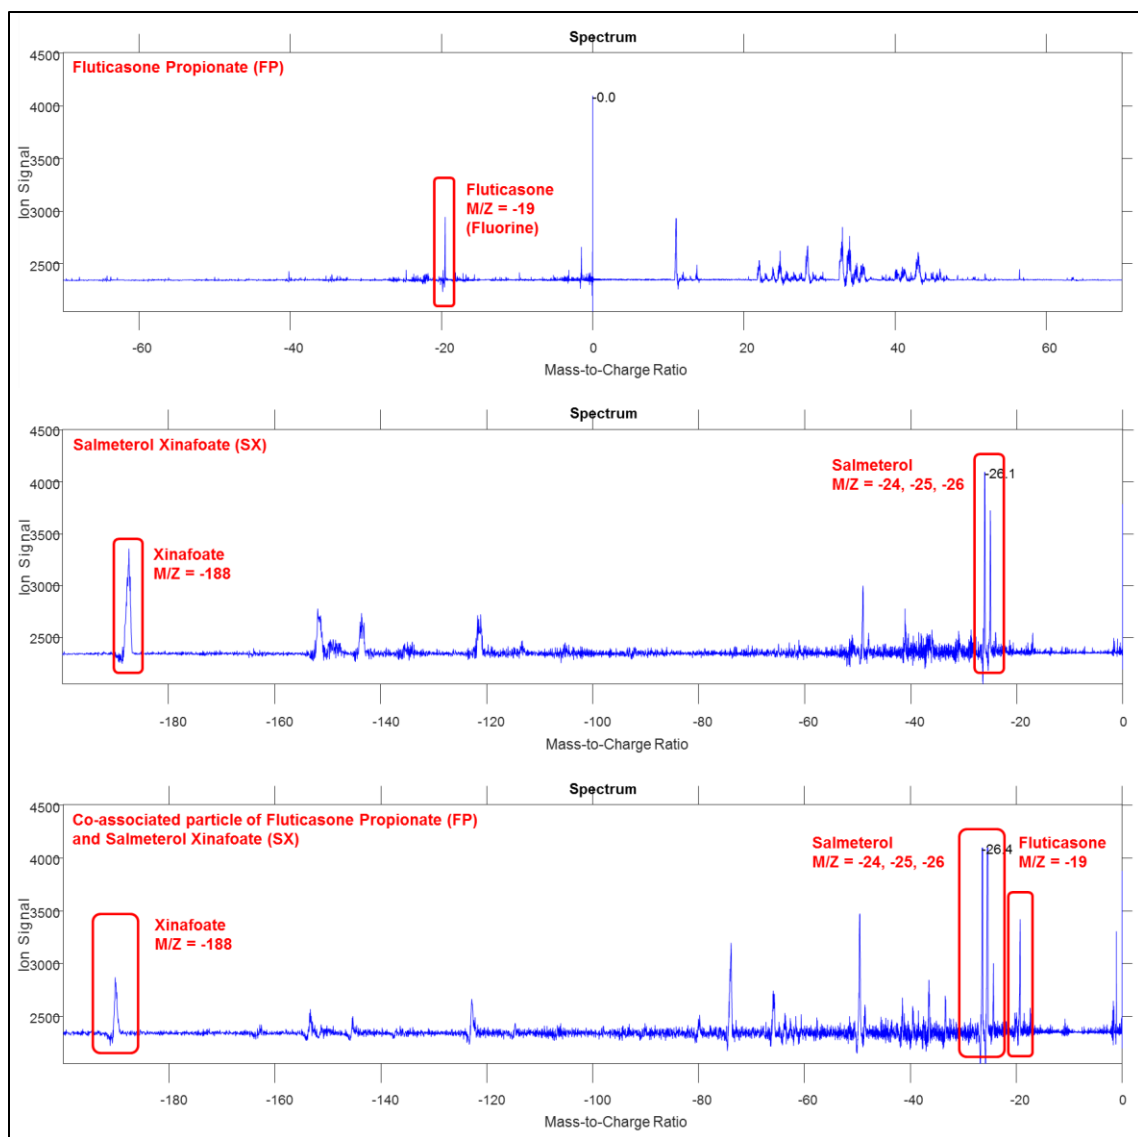 Spectrum
4500
Fluticasone Propionate (FP)
4000
-0.0
3500
Fluticasone
M/Z = -19
(Fluorine)
3000
2500
Ion Signal
-60
-40
-20
0
20
40
60
Mass-to-Charge Ratio
Spectrum
4500
Salmeterol Xinafoate (SX)
Salmeterol
M/Z = -24, -25, -26
-26.1
4000
3500
Xinafoate
M/Z = -188
3000
2500
Ion Signal
-180
-160
-140
-120
-100
-80
-60
-40
-20
0
Mass-to-Charge Ratio
Spectrum
4500
Co-associated particle of Fluticasone Propionate (FP)
and Salmeterol Xinafoate (SX)
Salmeterol
M/Z = -24, -25, -26
-26.4
Fluticasone
M/Z = -19
4000
3500
Xinafoate
M/Z = -188
3000
2500
Ion Signal
-180
-160
-140
-120
-100
-80
-60
-40
-20
0
Mass-to-Charge Ratio